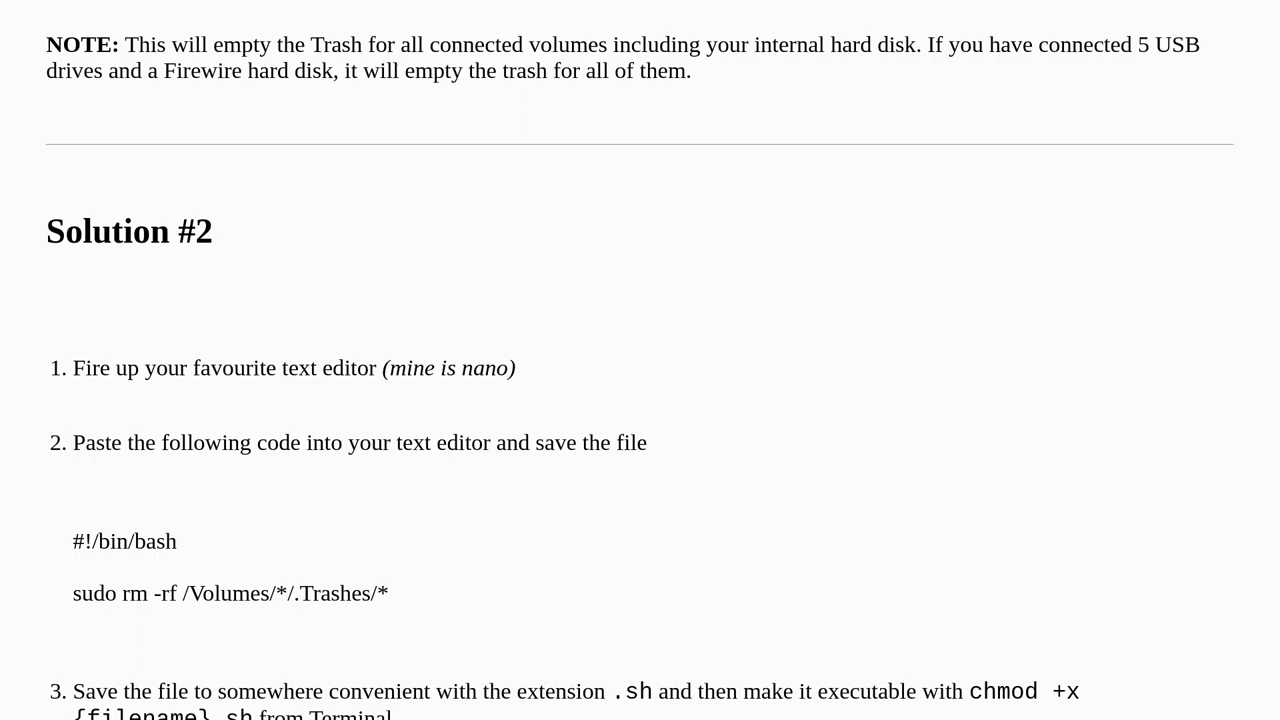 NOTE: This will empty the Trash for all connected volumes including your internal hard disk. If you have connected 5 USB
drives and a Firewire hard disk, it will empty the trash for all of them.
Solution #2
1. Fire up your favourite text editor (mine is nano)
2. Paste the following code into your text editor and save the file
#!/bin/bash
sudo rm -rf /Volumes/*/.Trashes/*
3. Save the file to somewhere convenient with the extension .sh and then make it executable with chmod +x
{filename}.sh from Terminal